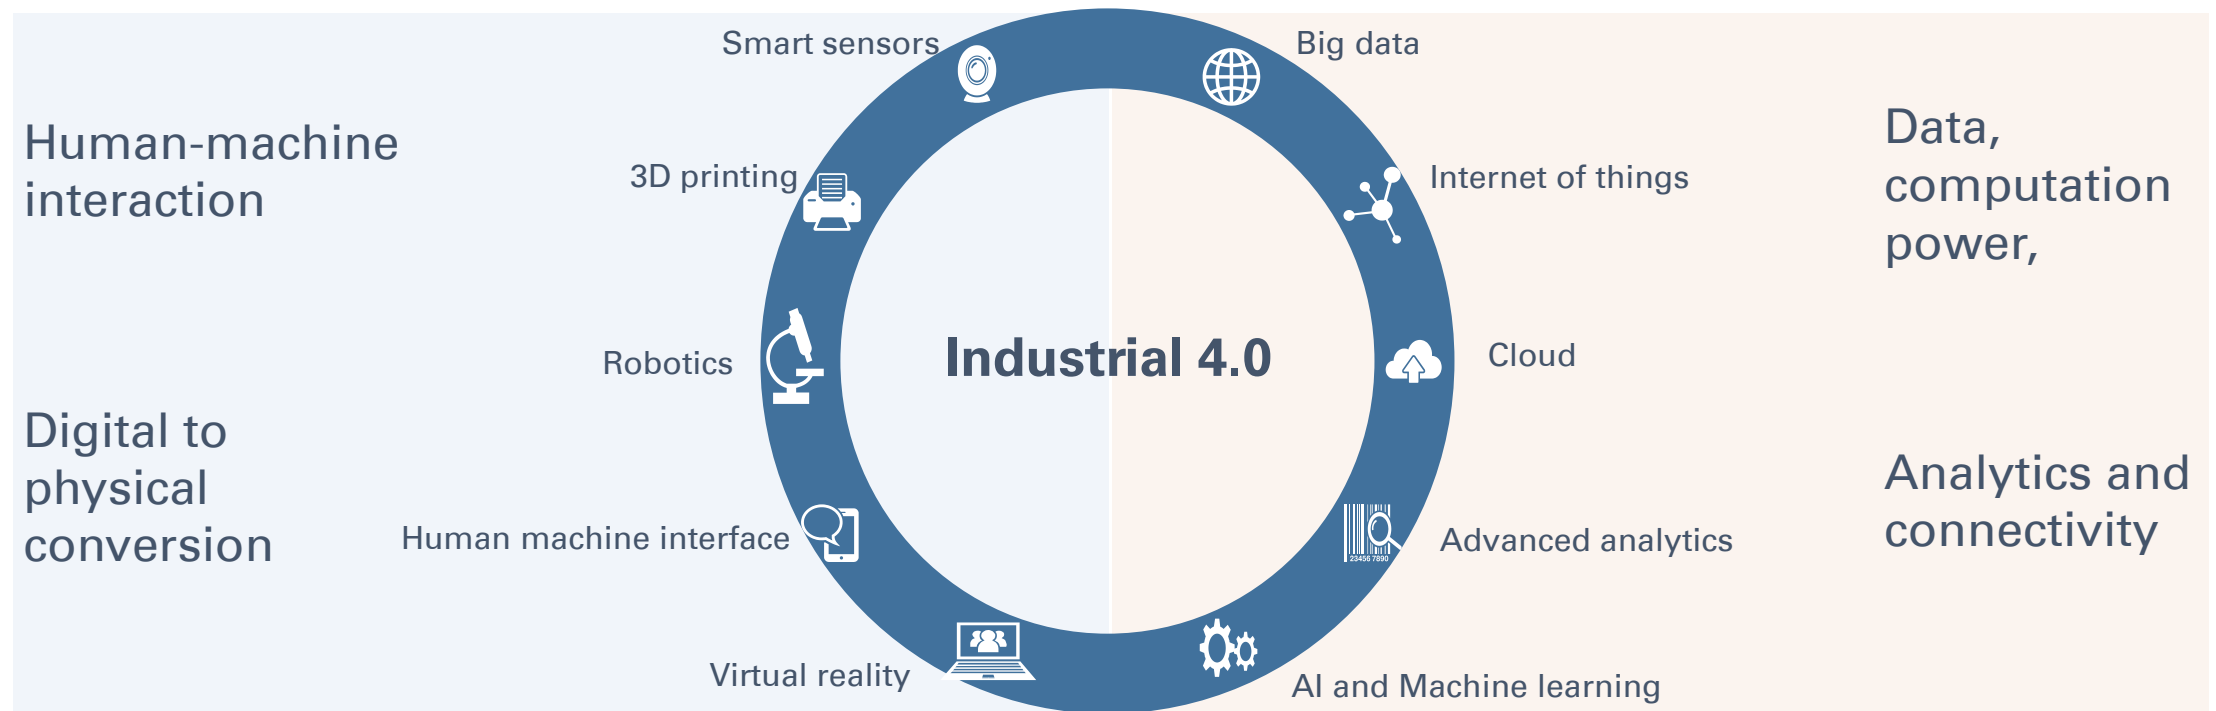 Smart sensors
Big data
Human-machine
interaction
Data,
computation
power,
3D printing
Internet of things
Robotics
Industrial 4.0
Cloud
Digital to
physical
conversion
Analytics and
connectivity
Human machine interface
23456 7890
Advanced analytics
Virtual reality
AI and Machine learning